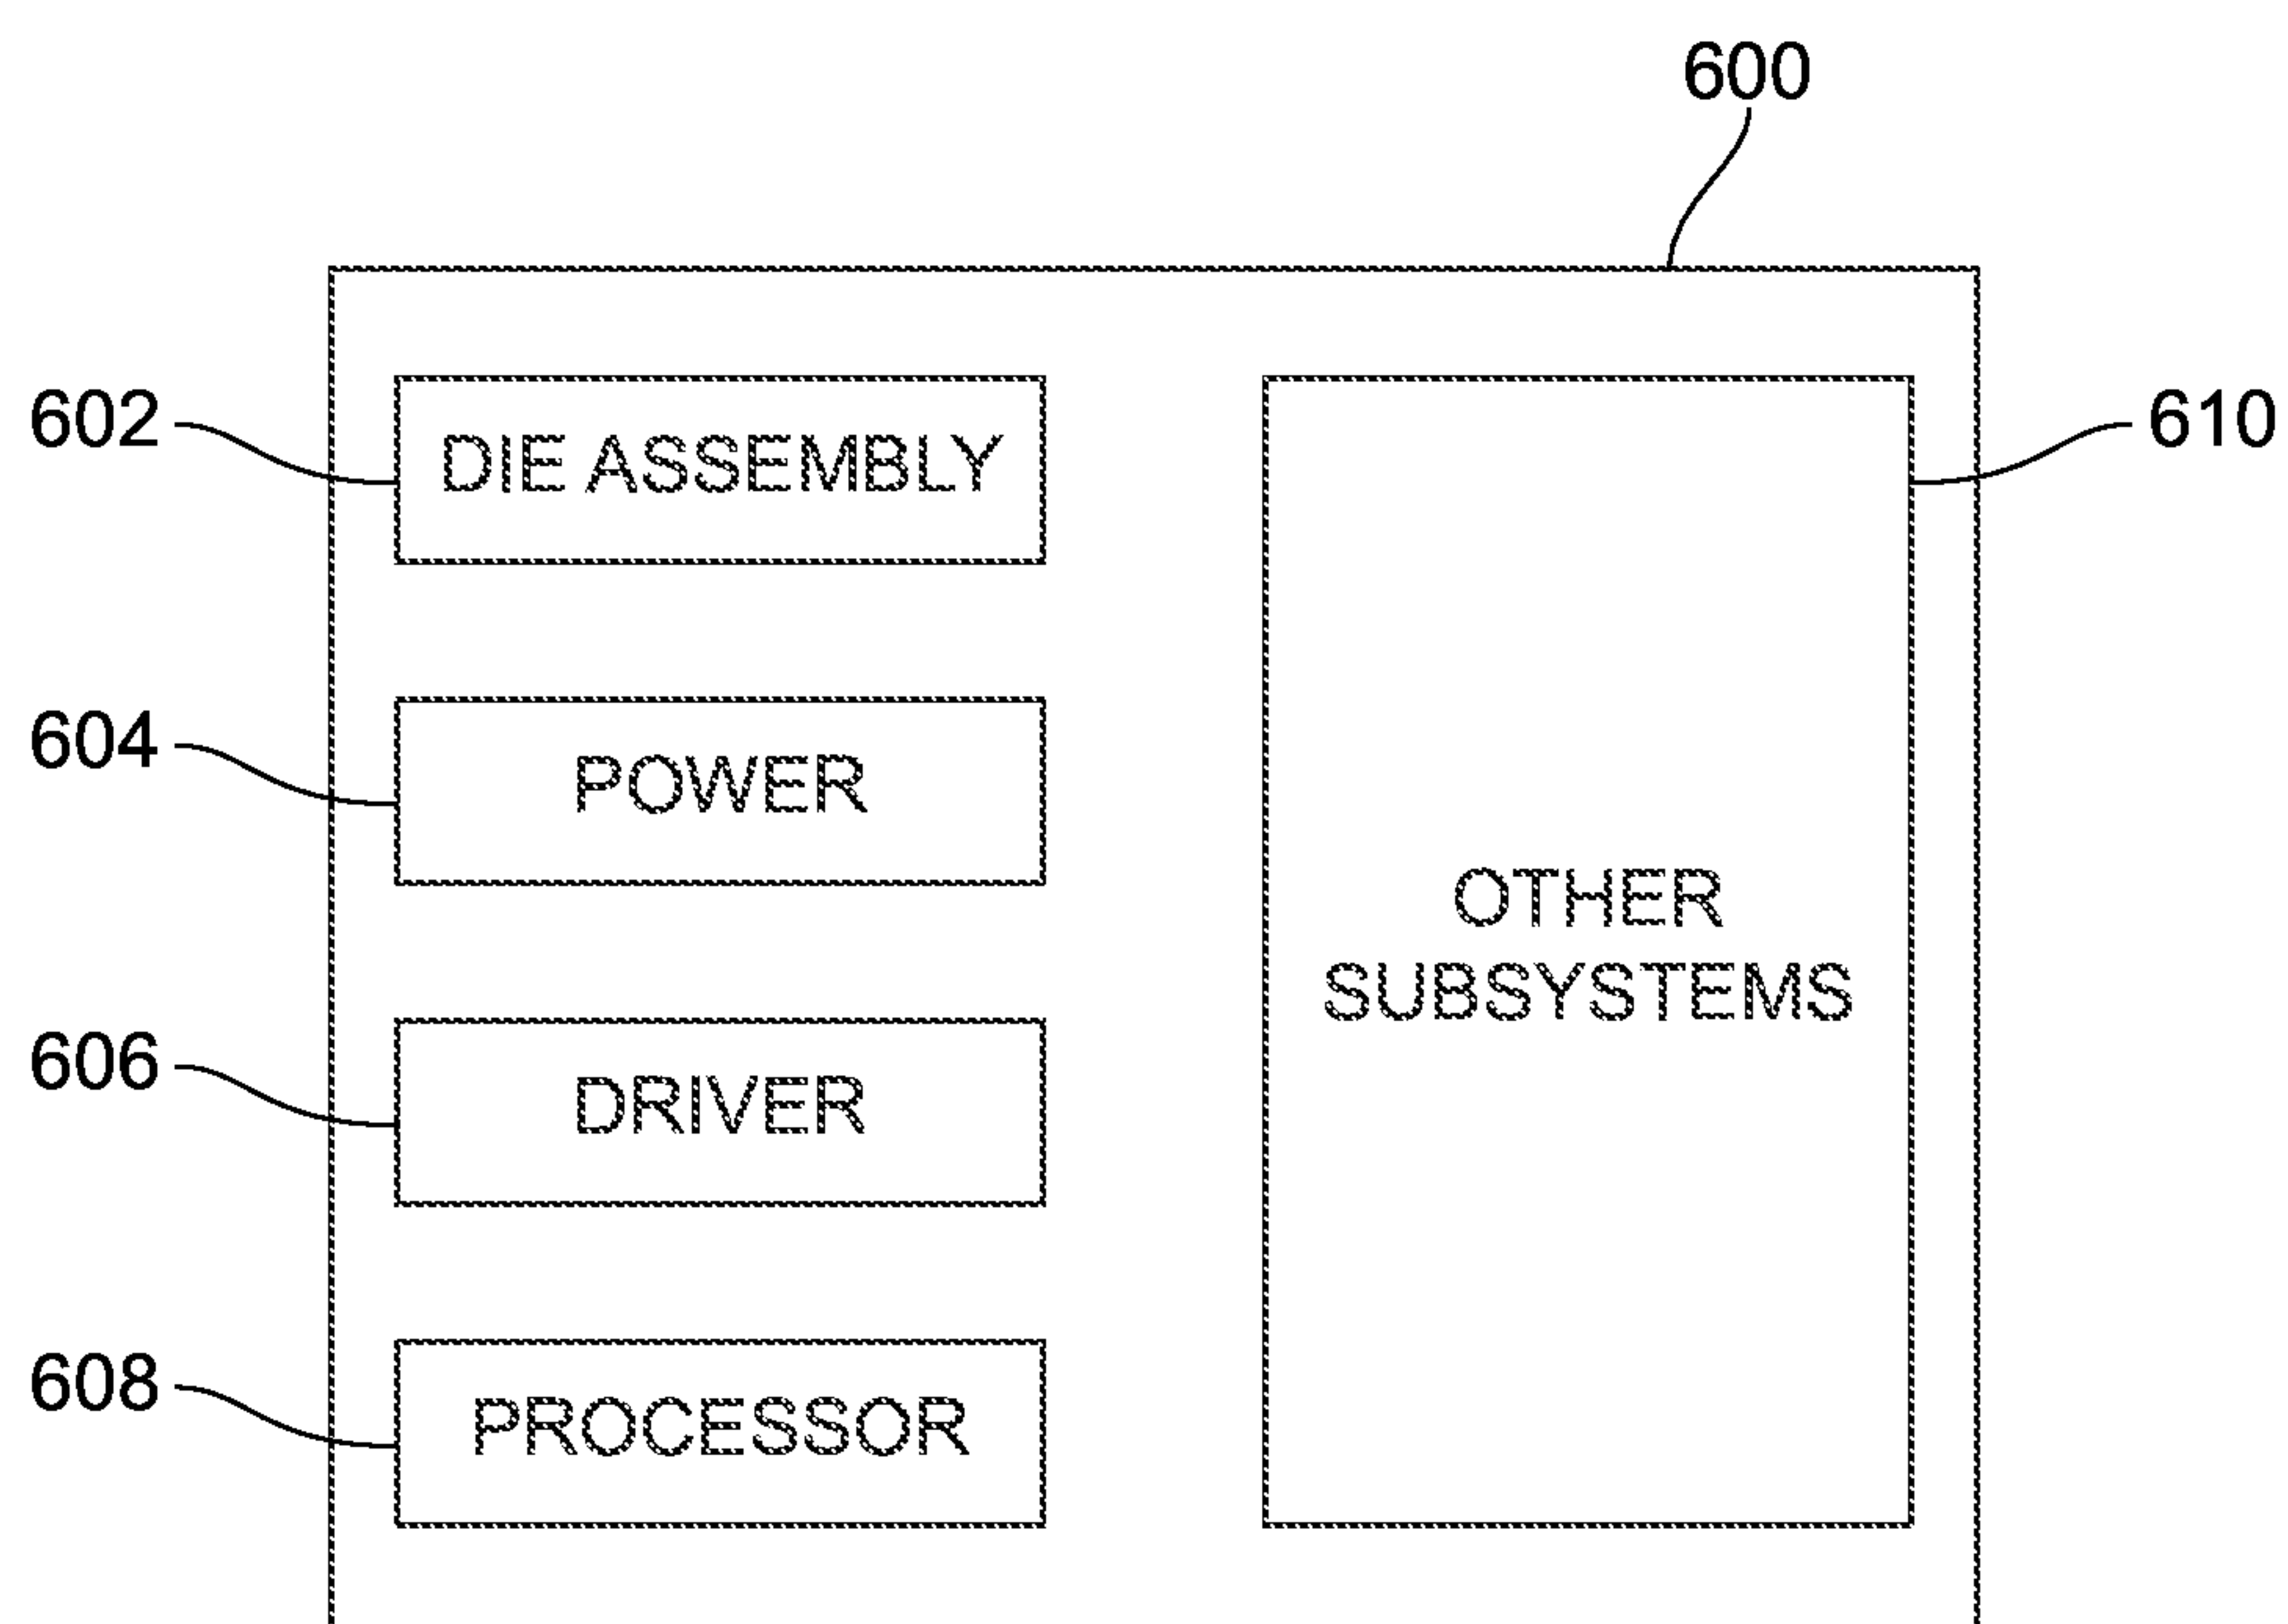 600
602
DIE ASSEMBLY
610
604
POWER
OTHER
SUBSYSTEMS
606
DRIVER
608
PROCESSOR